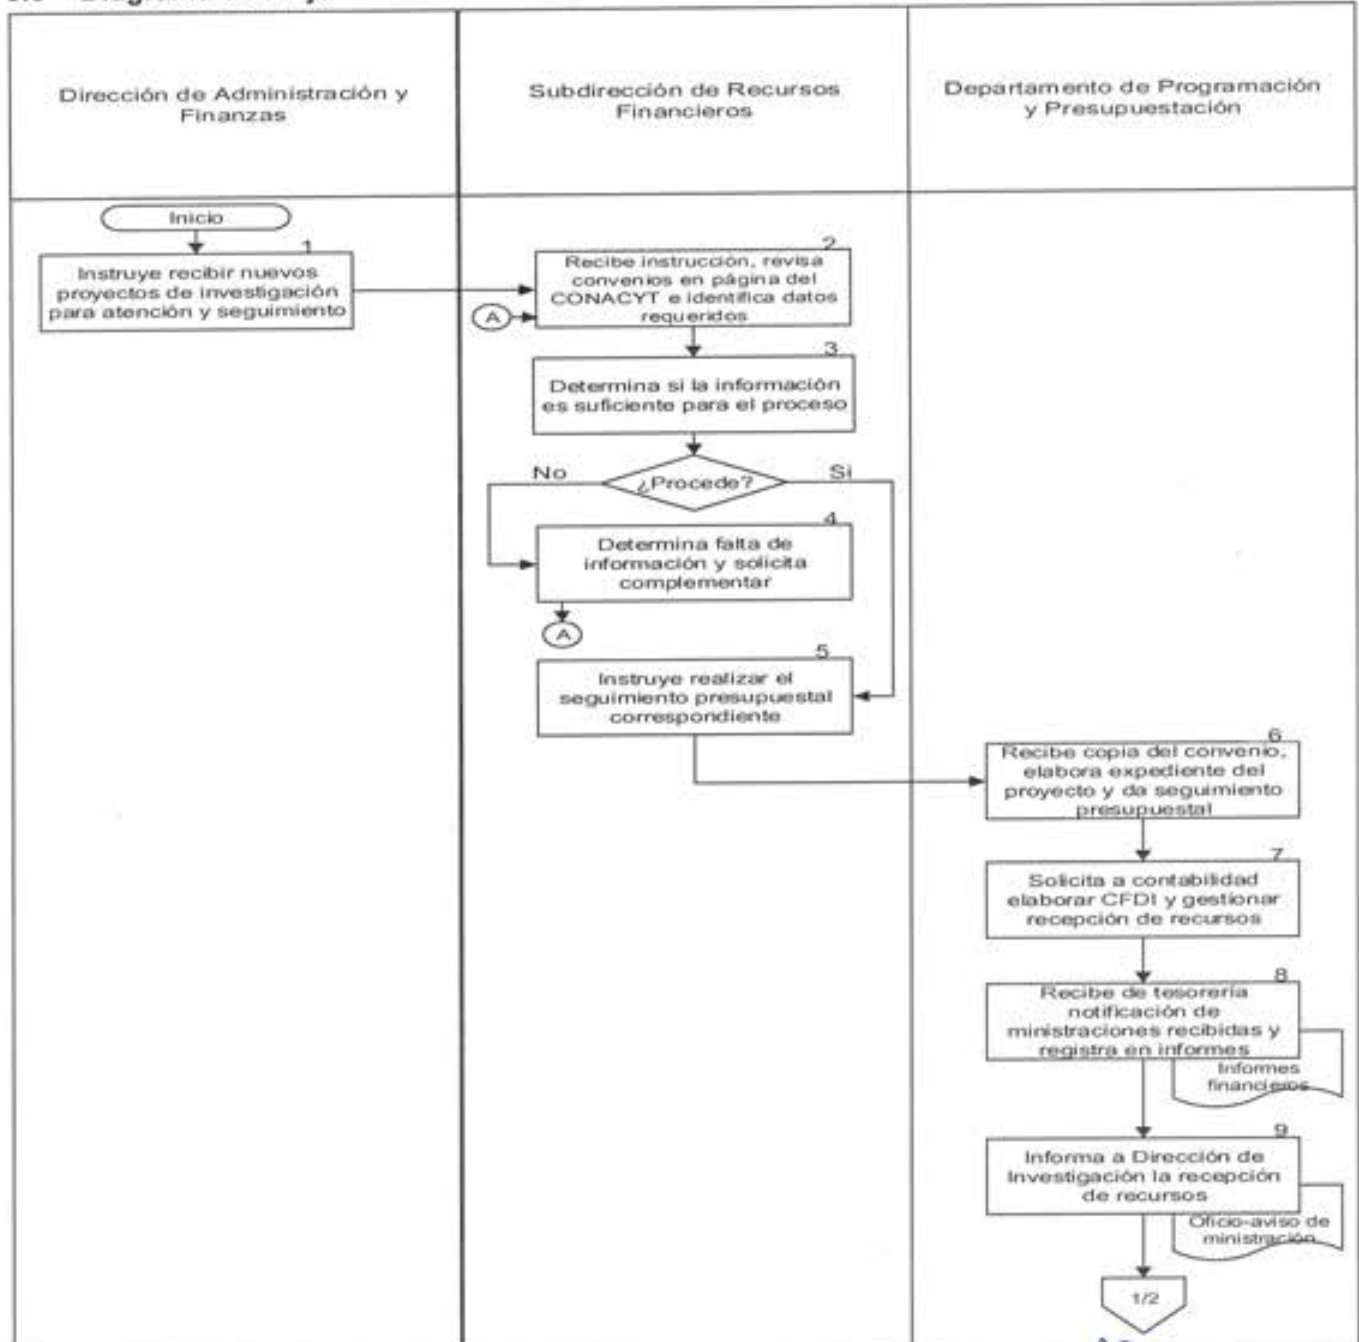 Dirección de Administración y
Finanzas
Subdirección de Recursos
Financieros
Departamento de Programación
y Presupuestación
Inicio
1
Instruye recibir nuevos
proyectos de investigación
para atención y seguimiento
2
Recibe instrucción, revisa
convenios en página del
CONACYT e identifica datos
requeridos
A
3
Determina si la información
es suficiente para el proceso
No
¿Procede?
Si
4
Determina falta de
información y solicita
complementar
A
5
Instruye realizar el
seguimiento presupuestal
correspondiente
6
Recibe copia del convenio,
elabora expediente del
proyecto y da seguimiento
presupuestal
7
Solicita a contabilidad
elaborar CFDI y gestionar
recepción de recursos
8
Recibe de tesorería
notificación de
ministraciones recibidas y
registra en informes
Informes
financieros
9
Informa a Dirección de
Investigación la recepción
de recursos
Oficio-aviso de
ministración
1/2